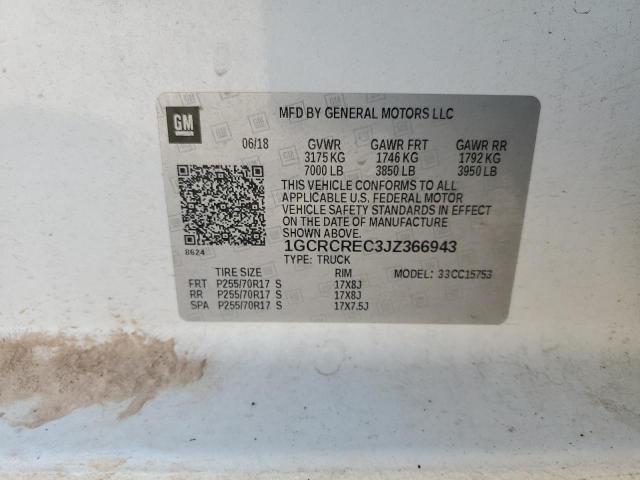 GM
MFD BY GENERAL MOTORS LLC
06/18 GVWR GAWR FRT GAWR RR
3175 KG 1746 KG 1792 KG
7000 LB 3850 LB 3950 LB
THIS VEHICLE CONFORMS TO ALL
APPLICABLE U.S. FEDERAL MOTOR
VEHICLE SAFETY STANDARDS IN EFFECT
ON THE DATE OF MANUFACTURE
SHOWN ABOVE.
8624
1GCRCREC3JZ366943
TYPE: TRUCK
TIRE SIZE RIM MODEL: 33CC15753
FRT P255/70R17 S 17X8J
RR P255/70R17 S 17X8J
SPA P255/70R17 S 17X7.5J